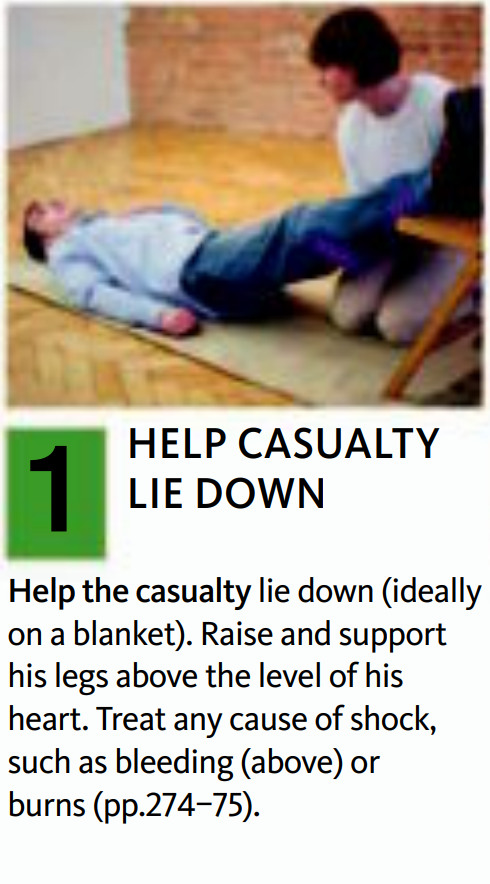 1
HELP CASUALTY
LIE DOWN
Help the casualty lie down (ideally
on a blanket). Raise and support
his legs above the level of his
heart. Treat any cause of shock,
such as bleeding (above) or
burns (pp.274–75).